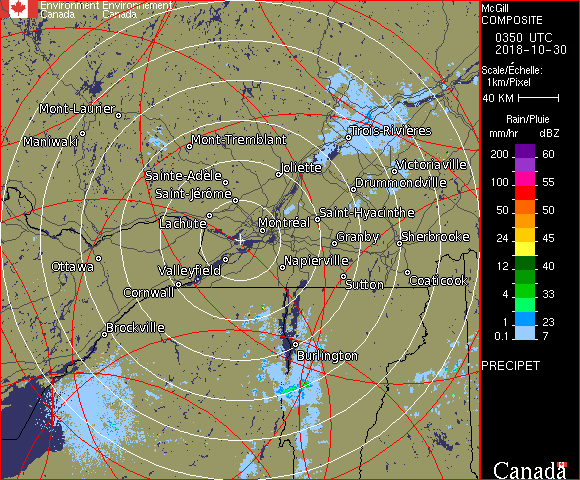 Environment Environnement
Canada Canada
McGill
COMPOSITE
0350 UTC
2018-10-30
Scale/Échelle:
1km/Pixel
40 KM
Rain/Pluie
mm/hr dBZ
200 60
100 55
50 50
24 45
12 40
4 33
1 23
0.1 7
PRECIPET
Canada
Mont-Laurier
Maniwaki
Mont-Tremblant
Trois-Rivières
Joliette
Victoriaville
Sainte-Adèle
Drummondville
Saint-Jérôme
Lachute
Montréal
Saint-Hyacinthe
Granby
Sherbrooke
Ottawa
Valleyfield
Napierville
Cornwall
Sutton
Coaticook
Brockville
Burlington